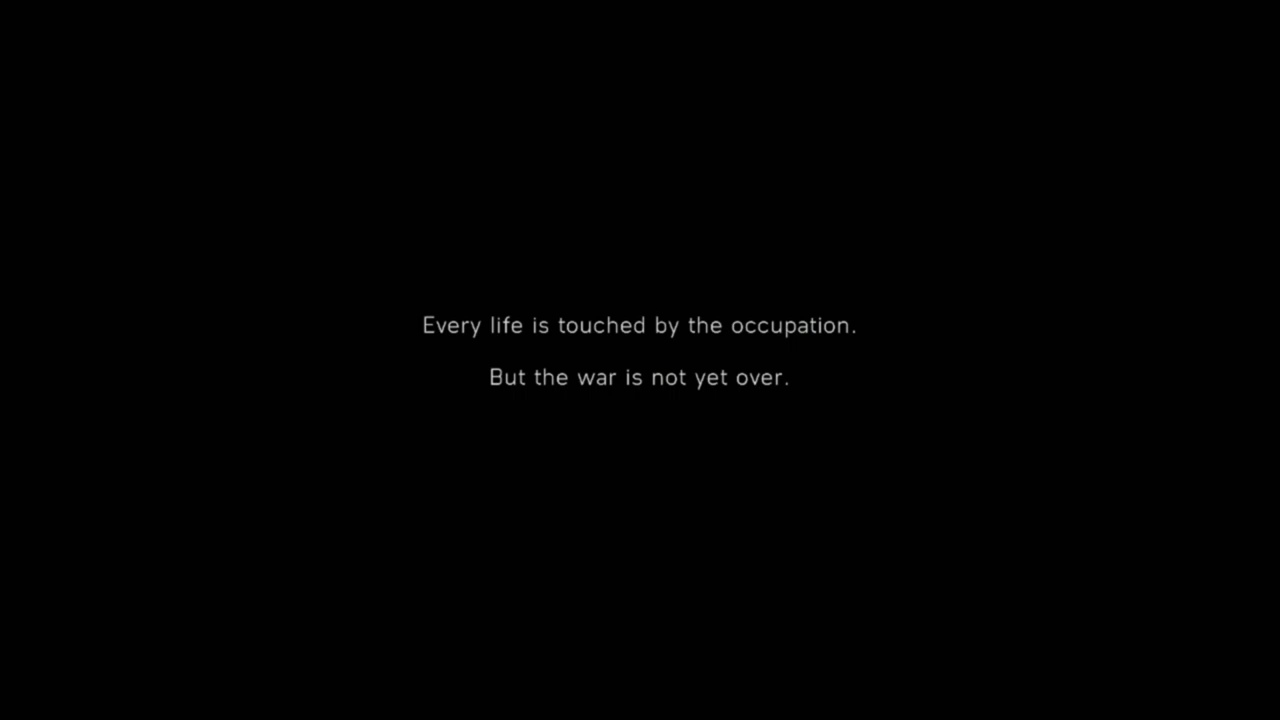 Every life is touched by the occupation.
But the war is not yet over.